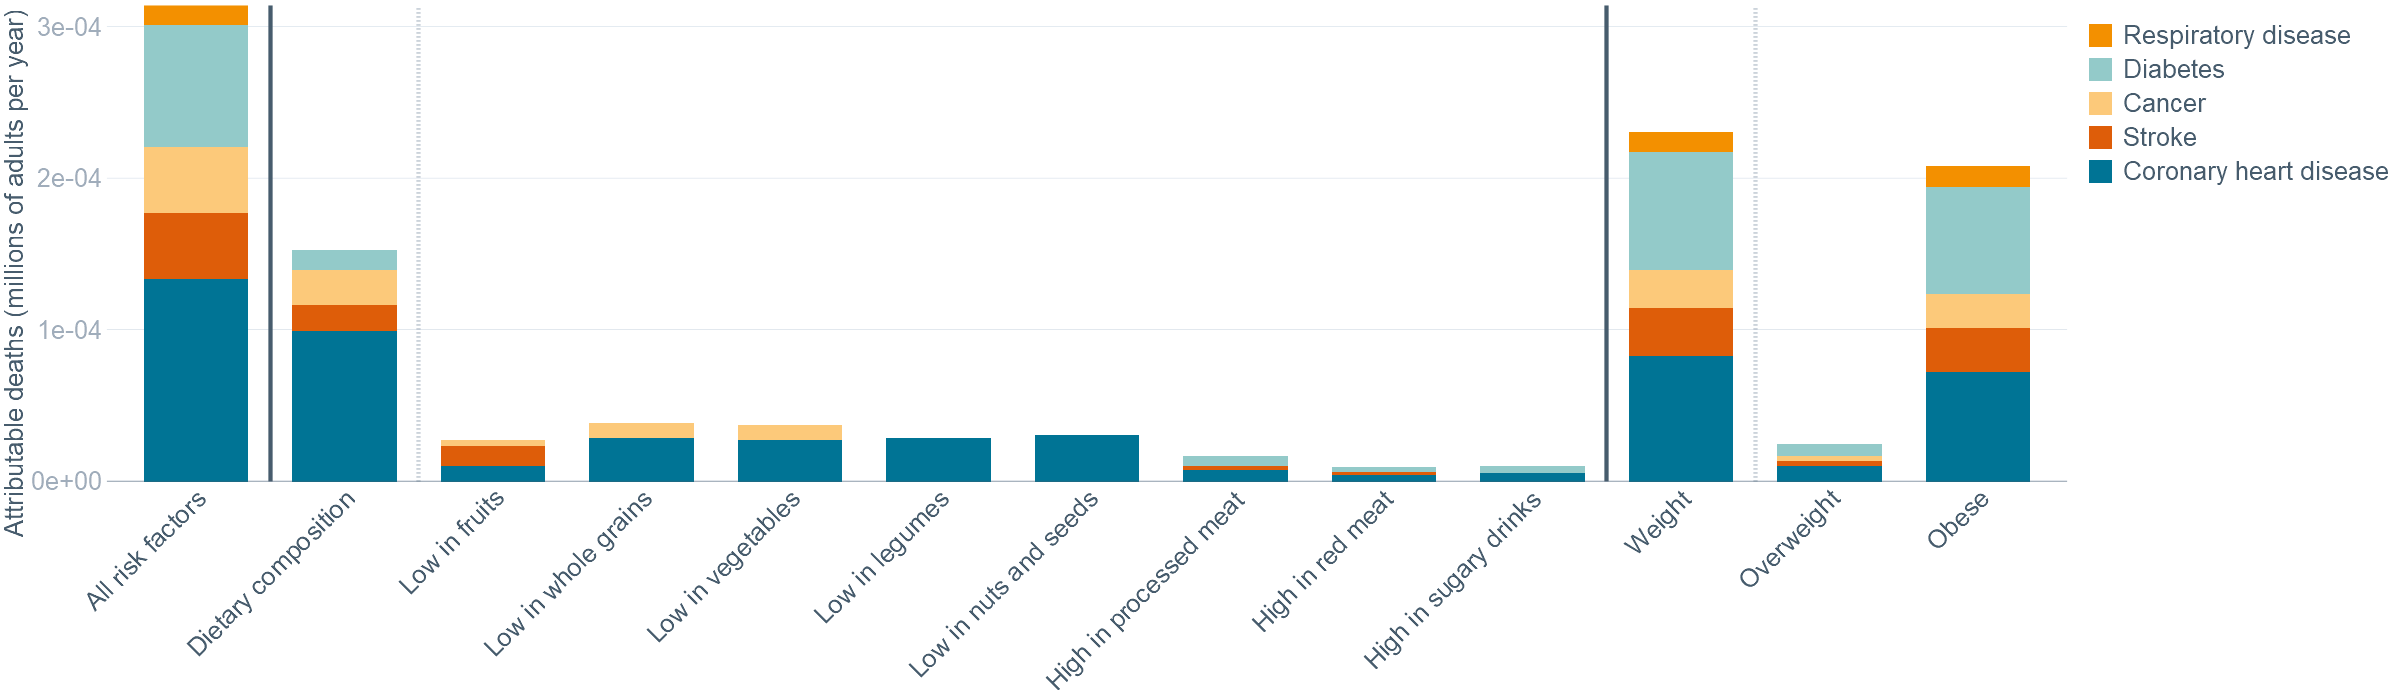 Attributable deaths (millions of adults per year)
3e-04
2e-04
1e-04
0e+00
All risk factors
Dietary composition
Low in fruits
Low in whole grains
Low in vegetables
Low in legumes
Low in nuts and seeds
High in processed meat
High in red meat
High in sugary drinks
Weight
Overweight
Obese
Respiratory disease
Diabetes
Cancer
Stroke
Coronary heart disease